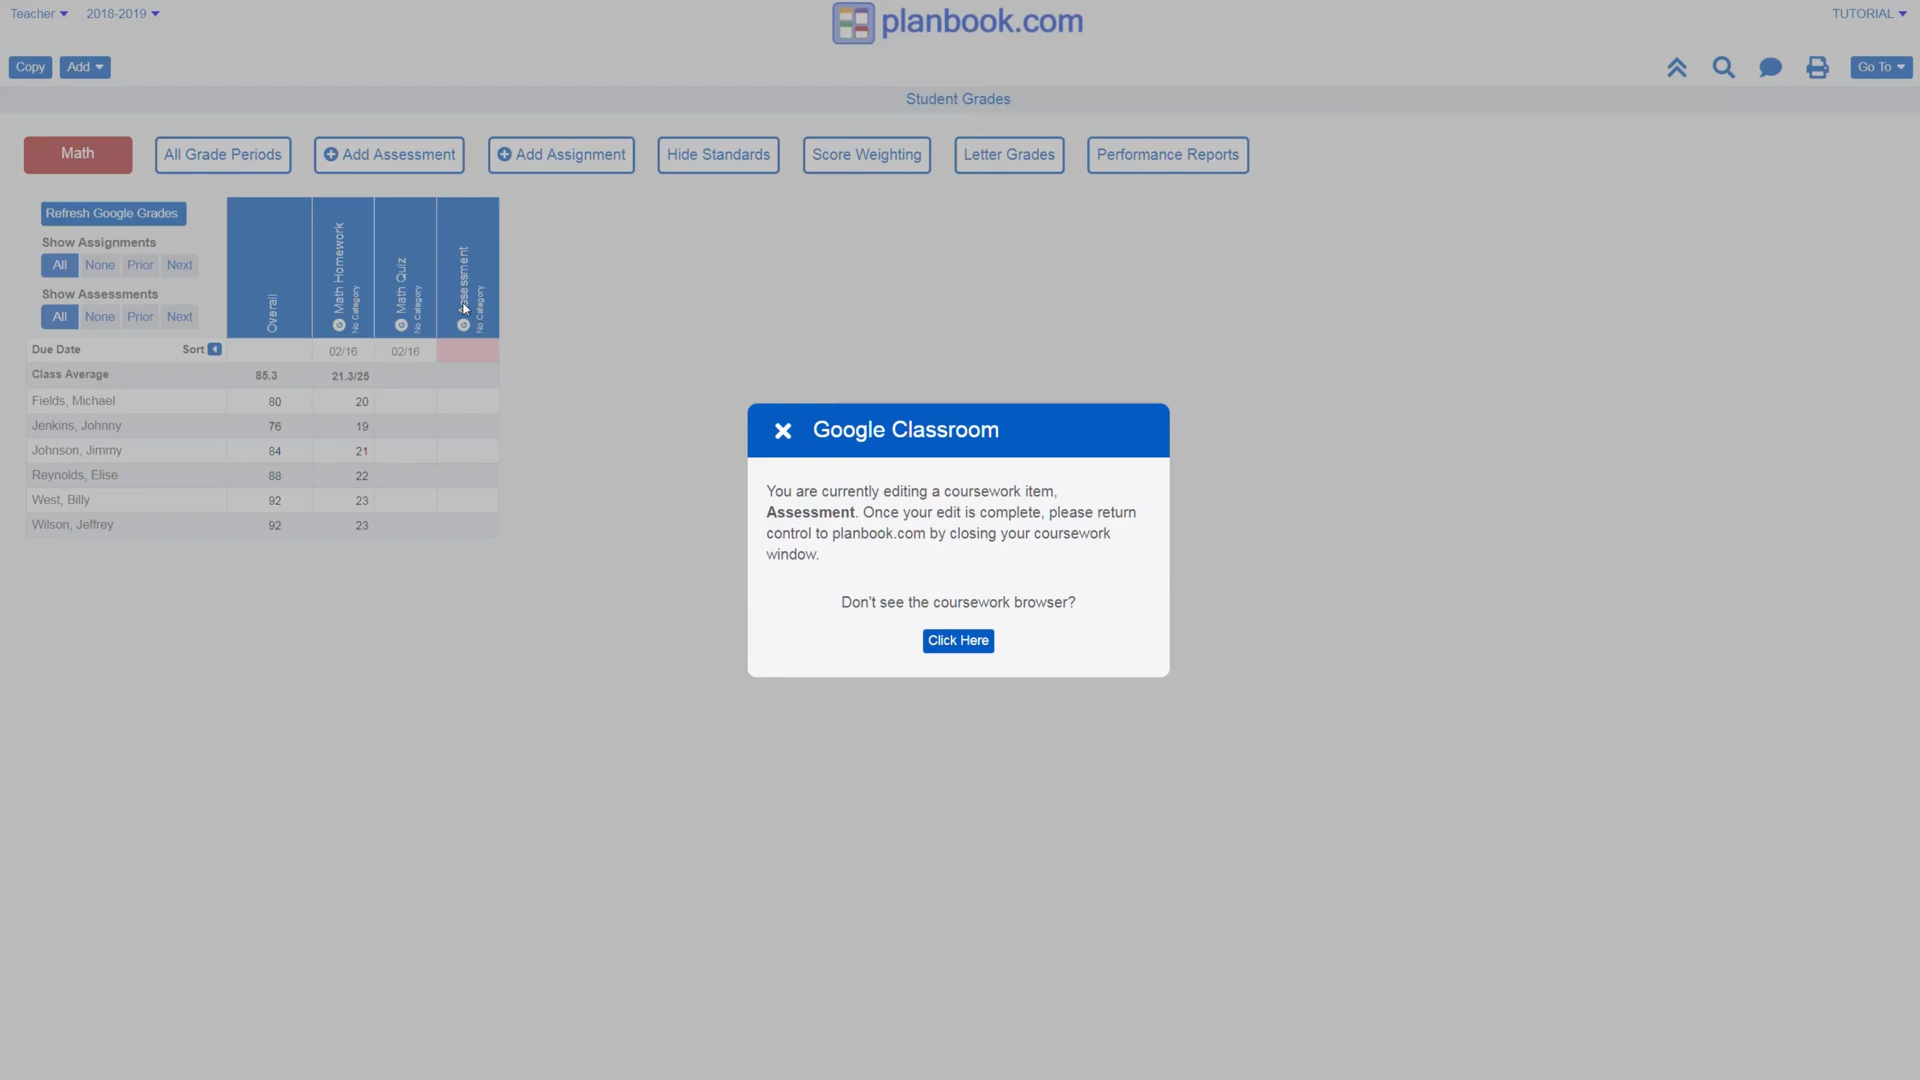 Teacher 2018-2019 planbook.com TUTORIAL
Copy Add Go To
Student Grades
Math All Grade Periods Add Assessment Add Assignment Hide Standards Score Weighting Letter Grades Performance Reports
Refresh Google Grades
Show Assignments
All None Prior Next
Show Assessments
All None Prior Next
Overall
Math Homework
No Category
Math Quiz
No Category
Assessment
No Category
Due Date Sort 02/16 02/16
Class Average 85.3 21.3/25
Fields, Michael 80 20
Jenkins, Johnny 76 19
Johnson, Jimmy 84 21
Reynolds, Elise 88 22
West, Billy 92 23
Wilson, Jeffrey 92 23
Google Classroom
You are currently editing a coursework item,
Assessment. Once your edit is complete, please return
control to planbook.com by closing your coursework
window.
Don't see the coursework browser?
Click Here